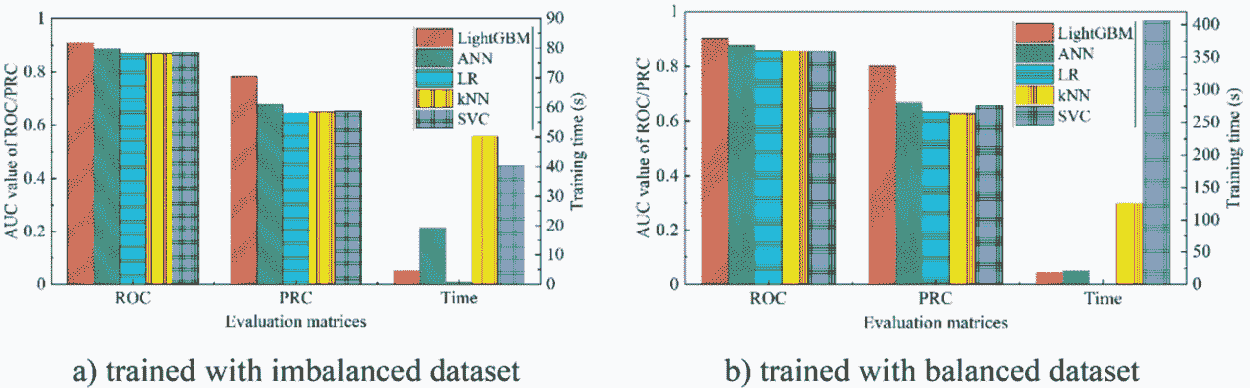 1
0.8
0.6
0.4
0.2
0
AUC value of ROC/PRC
LightGBM
ANN
LR
kNN
SVC
90
80
70
60
50
40
30
20
10
0
Training time (s)
ROC PRC Time
Evaluation matrices
a) trained with imbalanced dataset
1
0.8
0.6
0.4
0.2
0
AUC value of ROC/PRC
LightGBM
ANN
LR
kNN
SVC
400
350
300
250
200
150
100
50
0
Training time (s)
ROC PRC Time
Evaluation matrices
b) trained with balanced dataset